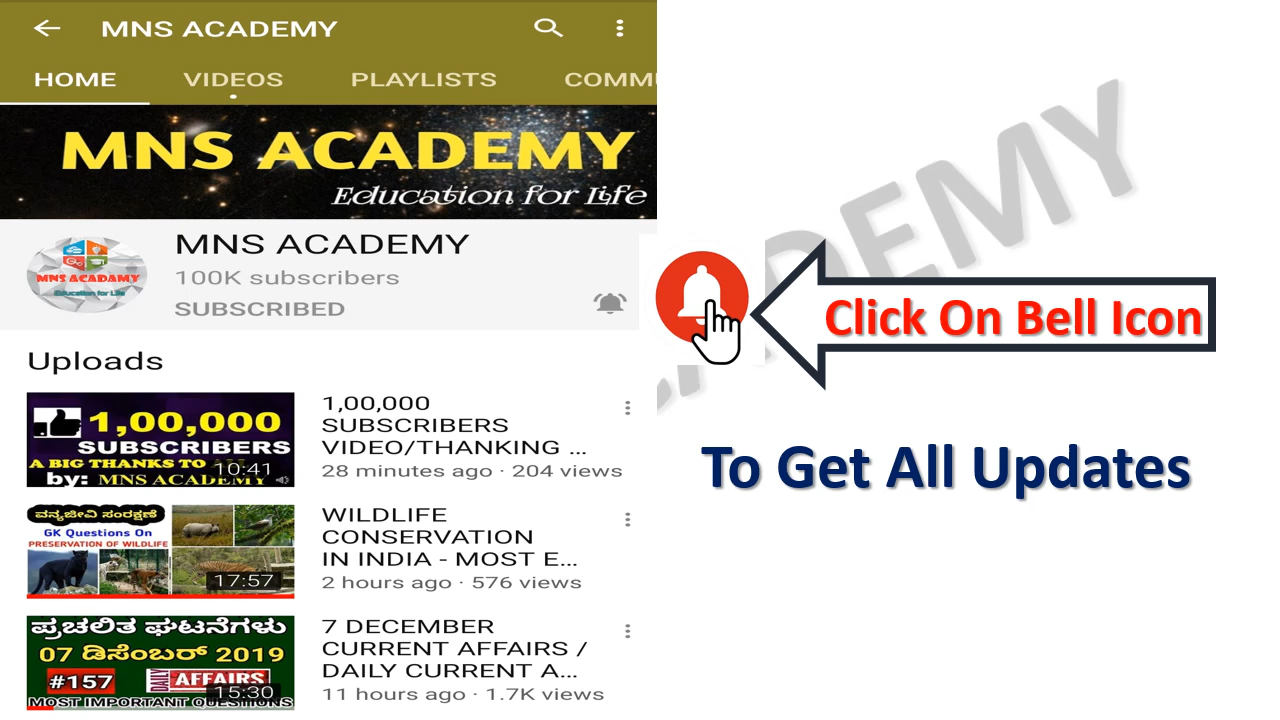 MNS ACADEMY
HOME VIDEOS PLAYLISTS COMMU
MNS ACADEMY
Education for Life
MNS ACADEMY
100K subscribers
SUBSCRIBED
MNS ACADAMY
Education for Life
Uploads
1,00,000
SUBSCRIBERS
A BIG THANKS TO
by: MNS ACADEMY
10:41
1,00,000
SUBSCRIBERS
VIDEO/THANKING ...
28 minutes ago · 204 views
ವನ್ಯಜೀವಿ ಸಂರಕ್ಷಣೆ
GK Questions On
PRESERVATION OF WILDLIFE
17:57
WILDLIFE
CONSERVATION
IN INDIA - MOST E...
2 hours ago · 576 views
ಪ್ರಚಲಿತ ಘಟನೆಗಳು
07 ಡಿಸೆಂಬರ್ 2019
#157 DAILY AFFAIRS
15:30
MOST IMPORTANT QUESTIONS
7 DECEMBER
CURRENT AFFAIRS /
DAILY CURRENT A...
11 hours ago · 1.7K views
Click On Bell Icon
To Get All Updates